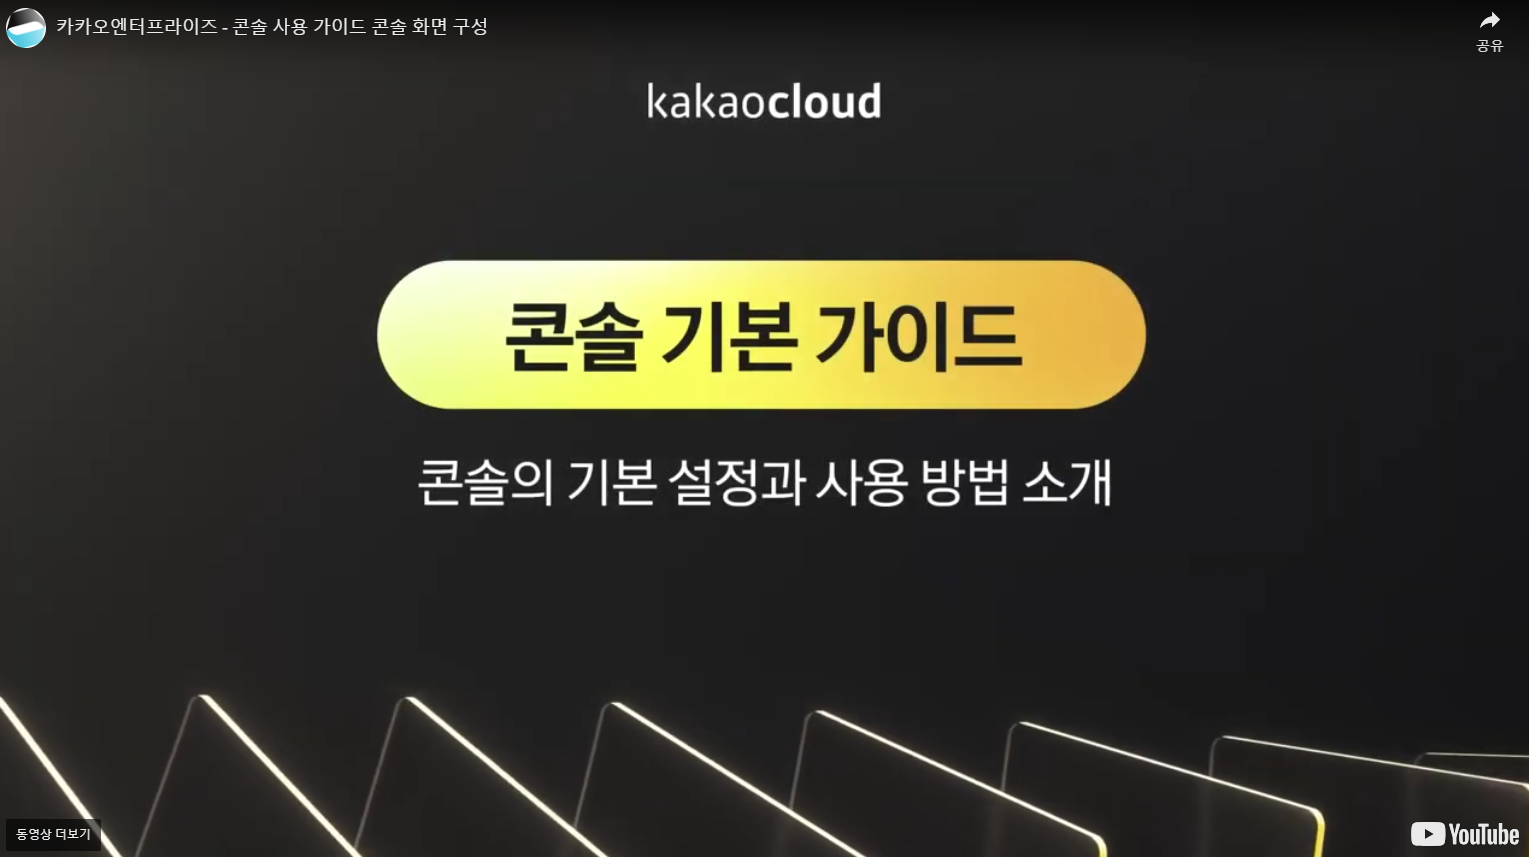 카카오엔터프라이즈 - 콘솔 사용 가이드 콘솔 화면 구성
공유
kakaocloud
콘솔 기본 가이드
콘솔의 기본 설정과 사용 방법 소개
동영상 더보기
YouTube